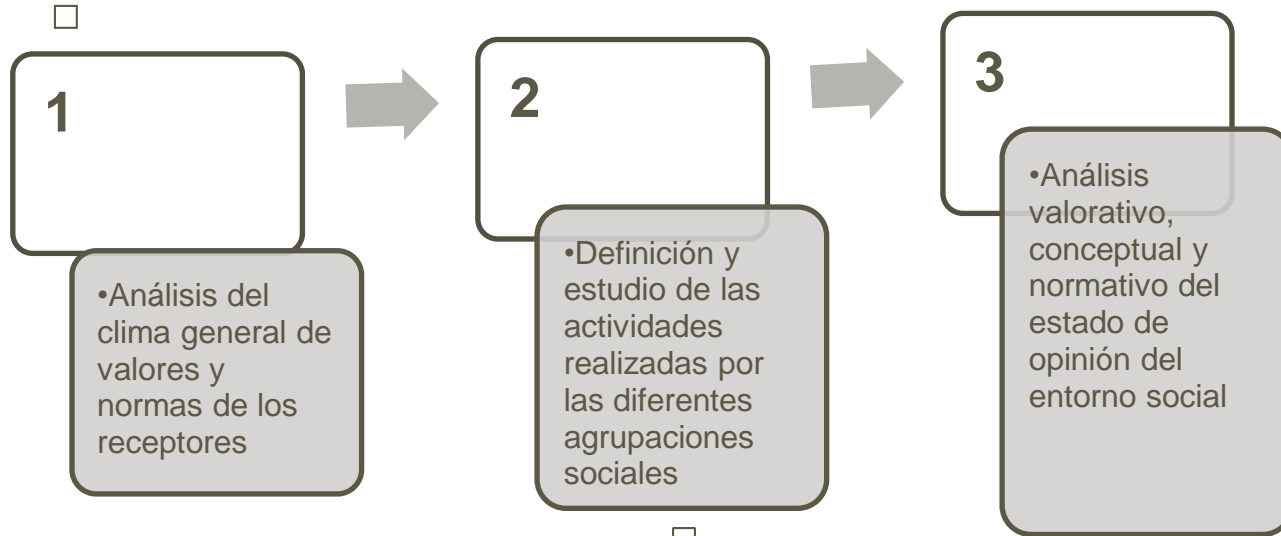 1
•Análisis del
clima general de
valores y
normas de los
receptores
2
•Definición y
estudio de las
actividades
realizadas por
las diferentes
agrupaciones
sociales
3
•Análisis
valorativo,
conceptual y
normativo del
estado de
opinión del
entorno social